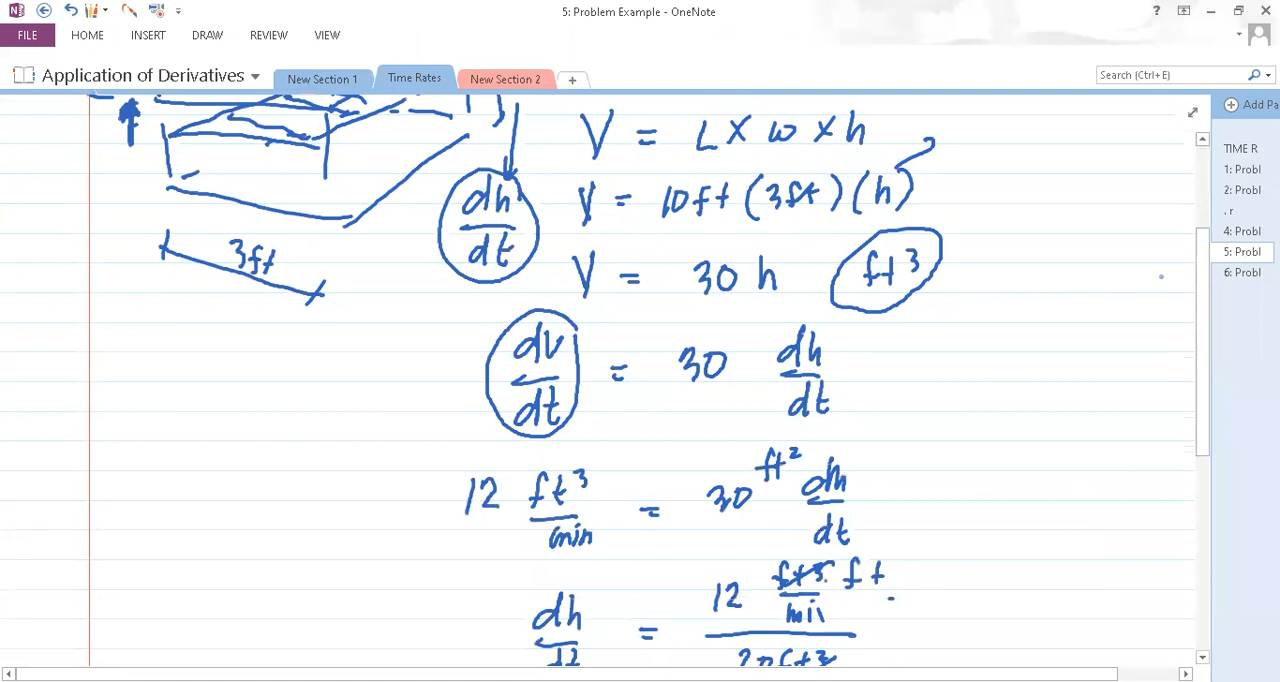 5: Problem Example - OneNote
FILE HOME INSERT DRAW REVIEW VIEW
Application of Derivatives
New Section 1
Time Rates
New Section 2
+
Search (Ctrl+E)
Add Pa
TIME R
1: Probl
2: Probl
. r
4: Probl
5: Probl
6: Probl
3ft
dh
dt
V = L x w x h
V = 10ft (3ft) (h)
V = 30 h ft³
dv
dt
= 30 dh
dt
12 ft³
min
= 30 ft² dh
dt
dh
dt
= 12 ft3 ft
min
30ft2